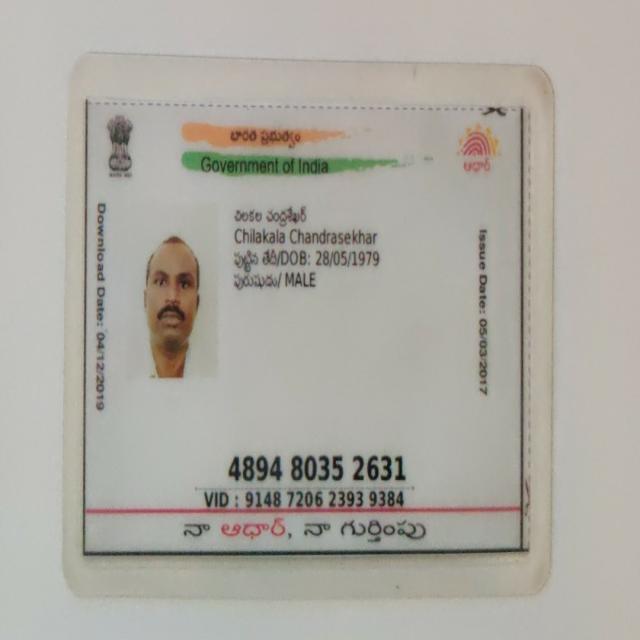 భారత ప్రభుత్వం
Government of India
ఆధార్
Download Date: 04/12/2019
చిలకల చంద్రశేఖర్
Chilakala Chandrasekhar
పుట్టిన తేదీ/DOB: 28/05/1979
పురుషుడు/ MALE
Issue Date: 05/03/2017
4894 8035 2631
VID : 9148 7206 2393 9384
నా ఆధార్, నా గుర్తింపు